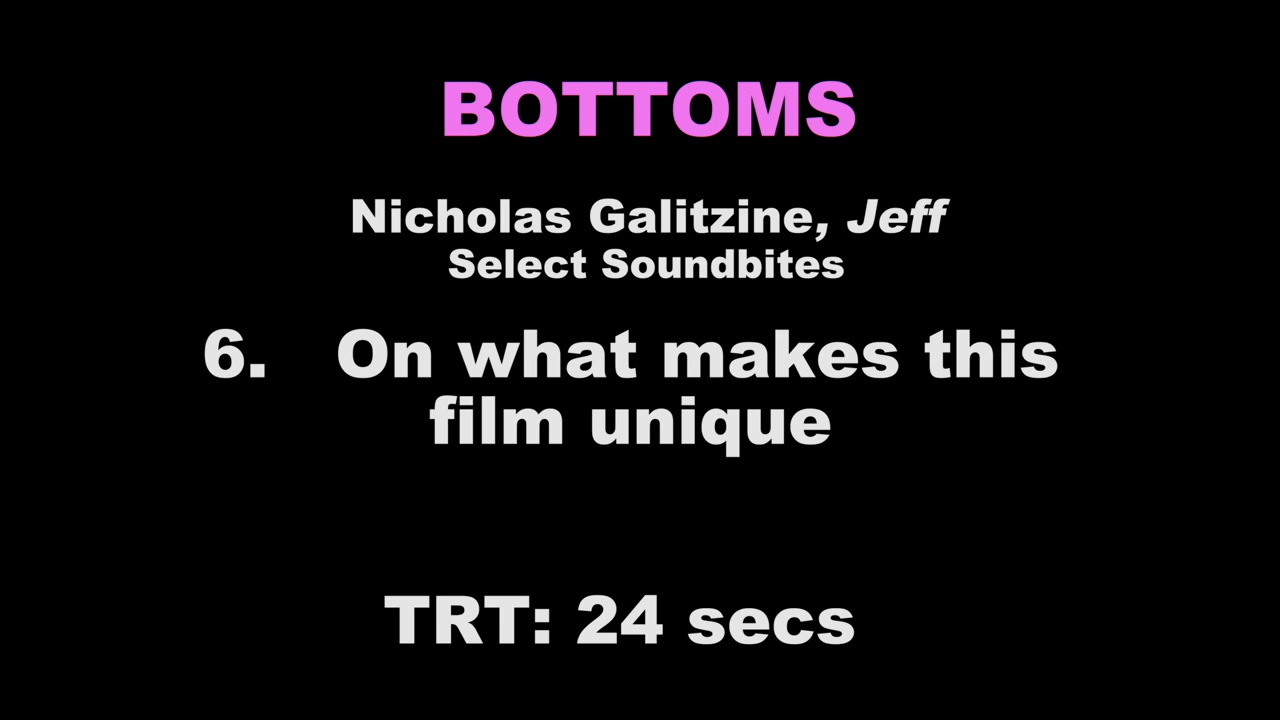 BOTTOMS
Nicholas Galitzine, Jeff
Select Soundbites
6. On what makes this
film unique
TRT: 24 secs